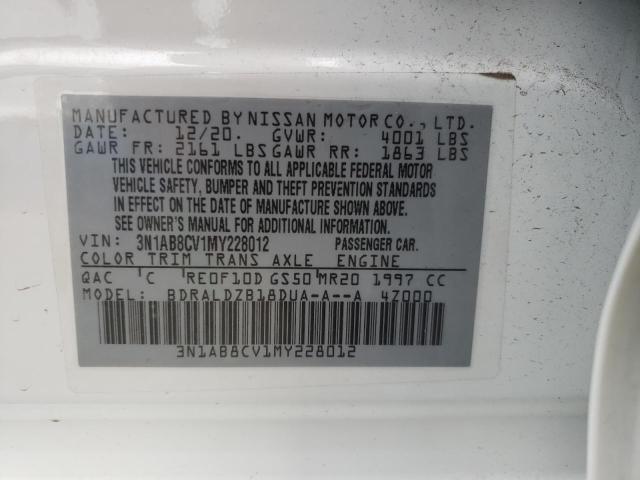 MANUFACTURED BY NISSAN MOTOR CO., LTD.
DATE: 12/20. GVWR: 4001 LBS
GAWR FR: 2161 LBS GAWR RR: 1863 LBS
THIS VEHICLE CONFORMS TO ALL APPLICABLE FEDERAL MOTOR
VEHICLE SAFETY, BUMPER AND THEFT PREVENTION STANDARDS
IN EFFECT ON THE DATE OF MANUFACTURE SHOWN ABOVE.
SEE OWNER'S MANUAL FOR ADDITIONAL INFORMATION.
VIN: 3N1AB8CV1MY228012 PASSENGER CAR.
COLOR TRIM TRANS AXLE ENGINE
QAC C RE0F10D GS50 MR20 1997 CC
MODEL: BDRALDZB18DUA-A--A 4Z000
3N1AB8CV1MY228012